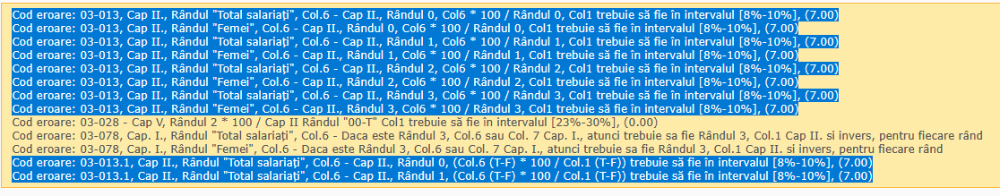 Cod eroare: 03-013, Cap II., Rândul "Total salariați", Col.6 - Cap II., Rândul 0, Col6 * 100 / Rândul 0, Col1 trebuie să fie în intervalul [8%-10%], (7.00)
Cod eroare: 03-013, Cap II., Rândul "Femei", Col.6 - Cap II., Rândul 0, Col6 * 100 / Rândul 0, Col1 trebuie să fie în intervalul [8%-10%], (7.00)
Cod eroare: 03-013, Cap II., Rândul "Total salariați", Col.6 - Cap II., Rândul 1, Col6 * 100 / Rândul 1, Col1 trebuie să fie în intervalul [8%-10%], (7.00)
Cod eroare: 03-013, Cap II., Rândul "Femei", Col.6 - Cap II., Rândul 1, Col6 * 100 / Rândul 1, Col1 trebuie să fie în intervalul [8%-10%], (7.00)
Cod eroare: 03-013, Cap II., Rândul "Total salariați", Col.6 - Cap II., Rândul 2, Col6 * 100 / Rândul 2, Col1 trebuie să fie în intervalul [8%-10%], (7.00)
Cod eroare: 03-013, Cap II., Rândul "Femei", Col.6 - Cap II., Rândul 2, Col6 * 100 / Rândul 2, Col1 trebuie să fie în intervalul [8%-10%], (7.00)
Cod eroare: 03-013, Cap II., Rândul "Total salariați", Col.6 - Cap II., Rândul 3, Col6 * 100 / Rândul 3, Col1 trebuie să fie în intervalul [8%-10%], (7.00)
Cod eroare: 03-013, Cap II., Rândul "Femei", Col.6 - Cap II., Rândul 3, Col6 * 100 / Rândul 3, Col1 trebuie să fie în intervalul [8%-10%], (7.00)
Cod eroare: 03-028 - Cap V, Rândul 2 * 100 / Cap II Rândul "00-T" Col1 trebuie să fie în intervalul [23%-30%], (0.00)
Cod eroare: 03-078, Cap. I., Rândul "Total salariați", Col.6 - Daca este Rândul 3, Col.6 sau Col. 7 Cap. I., atunci trebuie sa fie Rândul 3, Col.1 Cap II. si invers, pentru fiecare rând
Cod eroare: 03-078, Cap. I., Rândul "Femei", Col.6 - Daca este Rândul 3, Col.6 sau Col. 7 Cap. I., atunci trebuie sa fie Rândul 3, Col.1 Cap II. si invers, pentru fiecare rând
Cod eroare: 03-013.1, Cap II., Rândul "Total salariați", Col.6 - Cap II., Rândul 0, (Col.6 (T-F) * 100 / Col.1 (T-F)) trebuie să fie în intervalul [8%-10%], (7.00)
Cod eroare: 03-013.1, Cap II., Rândul "Total salariați", Col.6 - Cap II., Rândul 1, (Col.6 (T-F) * 100 / Col.1 (T-F)) trebuie să fie în intervalul [8%-10%], (7.00)